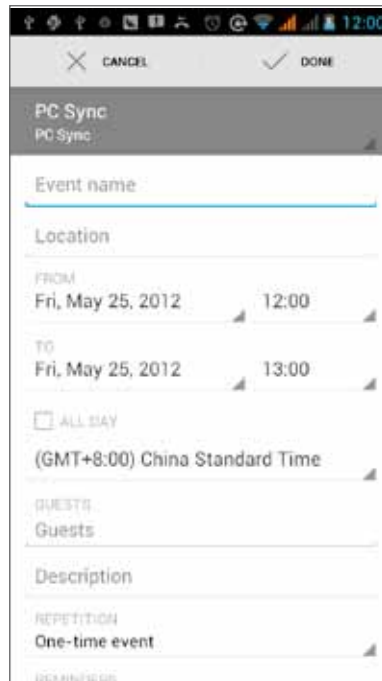 12:00
CANCEL DONE
PC Sync
PC Sync
Event name
Location
FROM
Fri, May 25, 2012 12:00
TO
Fri, May 25, 2012 13:00
ALL DAY
(GMT+8:00) China Standard Time
GUESTS
Guests
Description
REPETITION
One-time event
REMINDERS